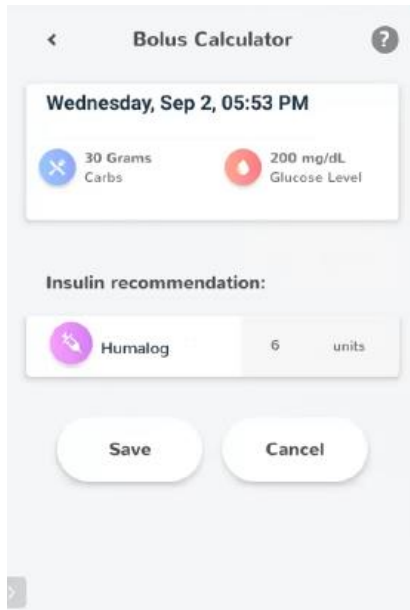 Bolus Calculator
?
Wednesday, Sep 2, 05:53 PM
30 Grams
Carbs
200 mg/dL
Glucose Level
Insulin recommendation:
Humalog 6 units
Save Cancel